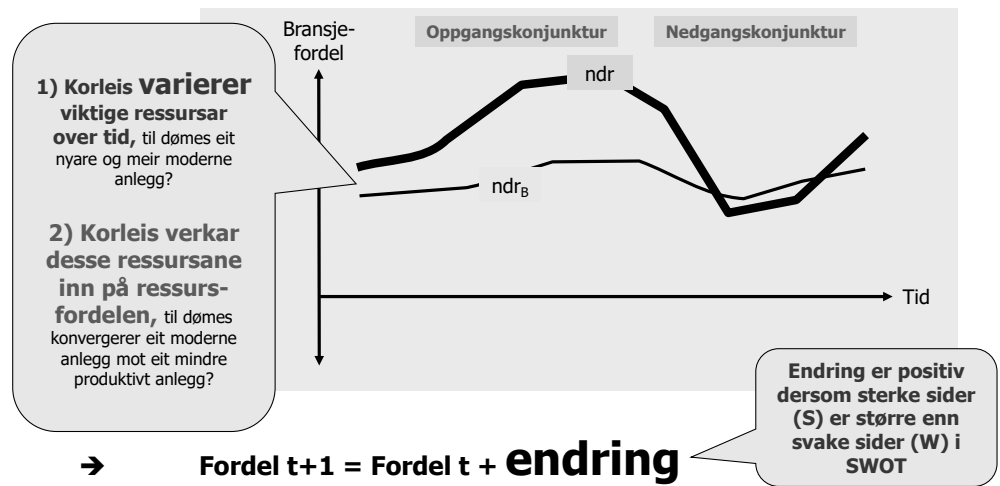 Bransje-
fordel
Oppgangskonjunktur
Nedgangskonjunktur
ndr
ndrB
Tid
1) Korleis varierer
viktige ressursar
over tid, til dømes eit
nyare og meir moderne
anlegg?
2) Korleis verkar
desse ressursane
inn på ressurs-
fordelen, til dømes
konvergerer eit moderne
anlegg mot eit mindre
produktivt anlegg?
Endring er positiv
dersom sterke sider
(S) er større enn
svake sider (W) i
SWOT
➔ Fordel t+1 = Fordel t + endring